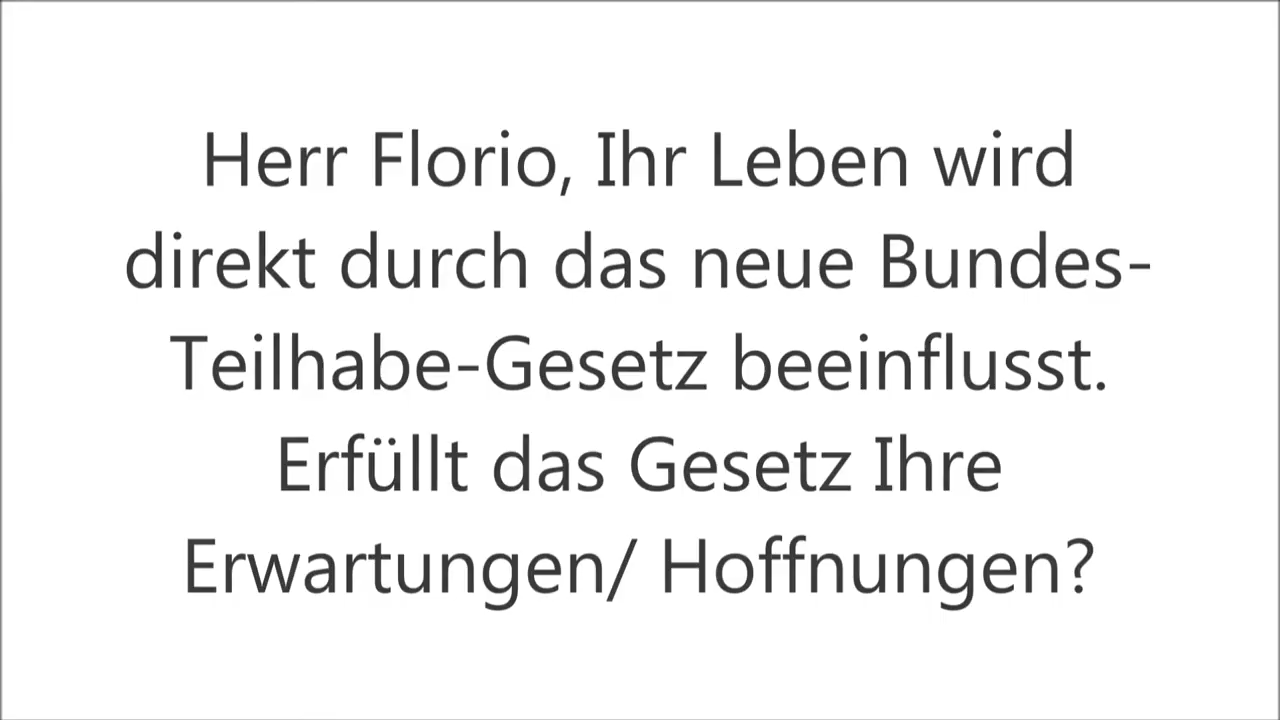 Herr Florio, Ihr Leben wird
direkt durch das neue Bundes-
Teilhabe-Gesetz beeinflusst.
Erfüllt das Gesetz Ihre
Erwartungen/ Hoffnungen?